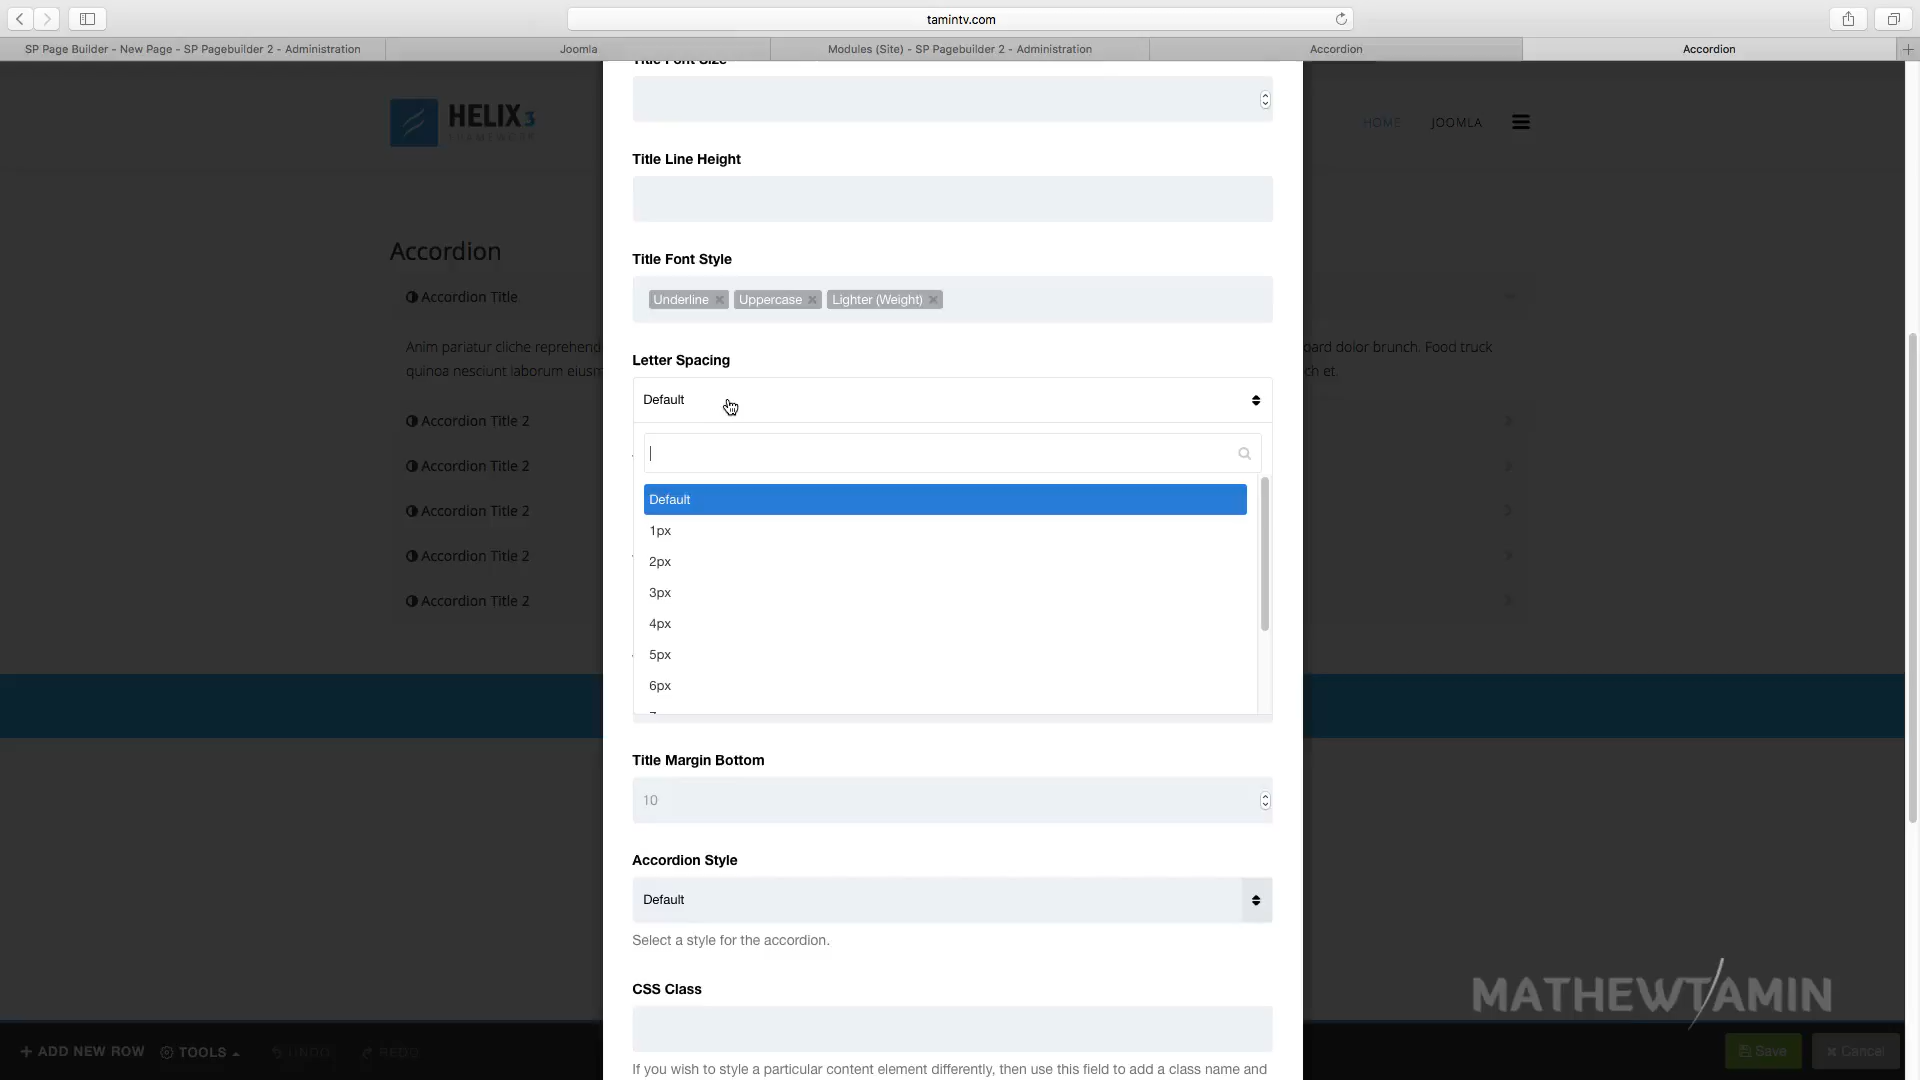 tamintv.com
SP Page Builder - New Page - SP Pagebuilder 2 - Administration
Joomla
Modules (Site) - SP Pagebuilder 2 - Administration
Accordion
Accordion
Title Font Size
HELIX3
FRAMEWORK
HOME
JOOMLA
Title Line Height
Accordion
Title Font Style
Accordion Title
Underline
Uppercase
Lighter (Weight)
Anim pariatur cliche reprehend
oard dolor brunch. Food truck
quinoa nesciunt laborum eiusm
ch et.
Letter Spacing
Default
Accordion Title 2
Accordion Title 2
Accordion Title 2
Accordion Title 2
Accordion Title 2
Default
1px
2px
3px
4px
5px
6px
Title Margin Bottom
10
Accordion Style
Default
Select a style for the accordion.
CSS Class
If you wish to style a particular content element differently, then use this field to add a class name and
MATHEWTAMIN
ADD NEW ROW
TOOLS
UNDO
REDO
Save
Cancel